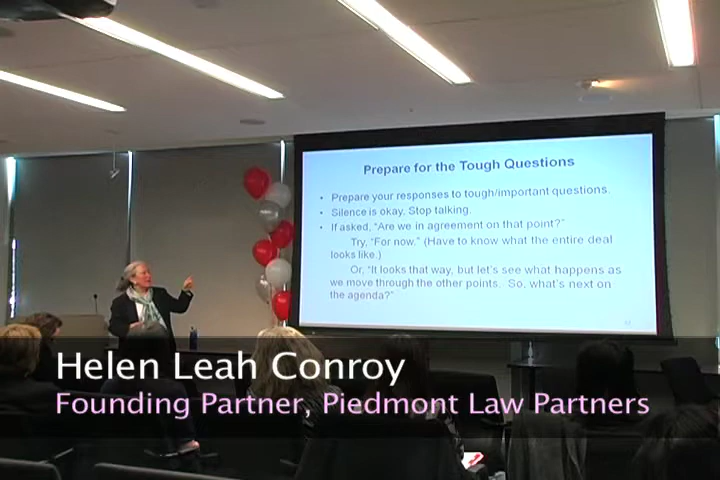 Prepare for the Tough Questions
• Prepare your responses to tough/important questions.
• Silence is okay. Stop talking.
• If asked, “Are we in agreement on that point?”
Try, “For now.” (Have to know what the entire deal
looks like.)
Or, “It looks that way, but let’s see what happens as
we move through the other points. So, what’s next on
the agenda?”
Helen Leah Conroy
Founding Partner, Piedmont Law Partners